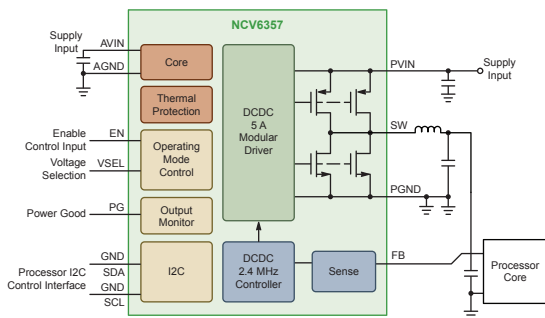 NCV6357
Supply
Input
AVIN
AGND
Core
Thermal
Protection
Enable
Control Input
EN
Voltage
Selection
VSEL
Operating
Mode
Control
Power Good
PG
Output
Monitor
Processor I2C
Control Interface
GND
SDA
GND
SCL
I2C
DCDC
5 A
Modular
Driver
DCDC
2.4 MHz
Controller
Sense
PVIN
Supply
Input
SW
PGND
FB
Processor
Core